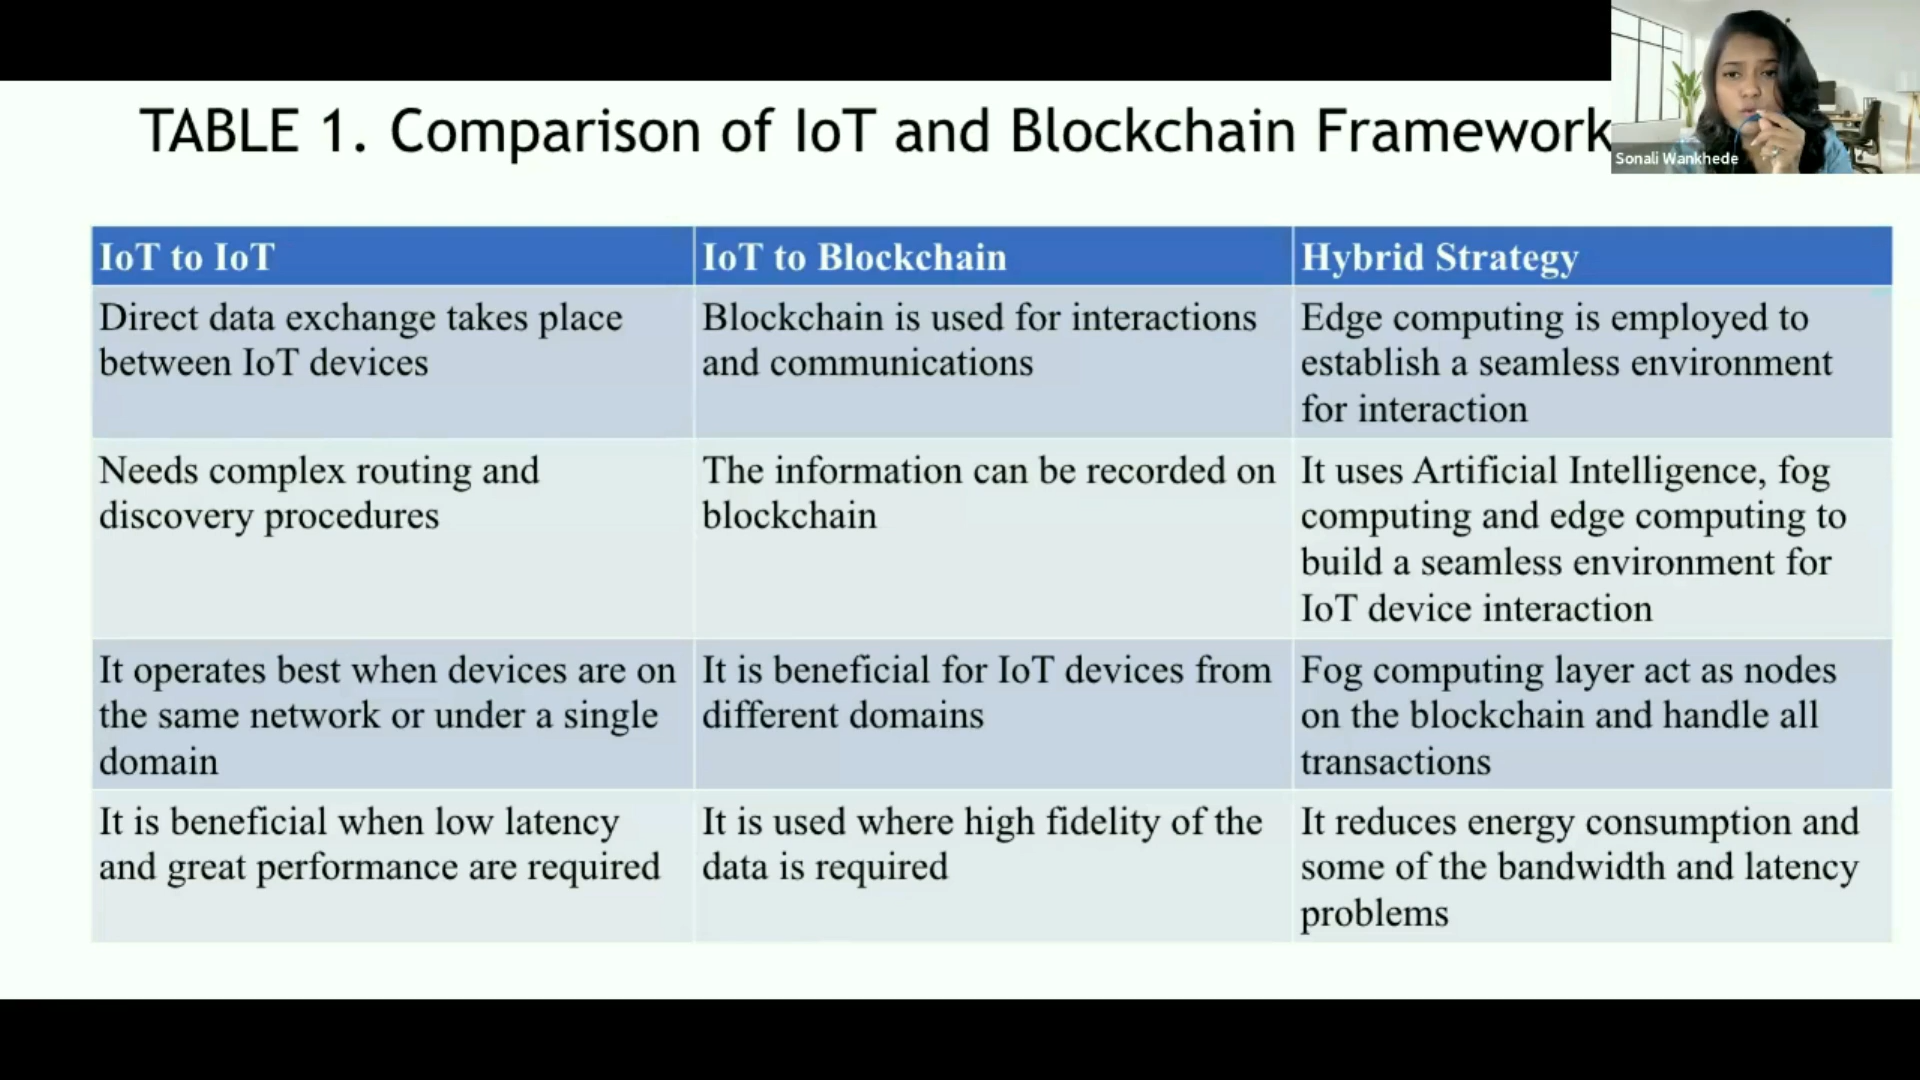 TABLE 1. Comparison of IoT and Blockchain Framework
Sonali Wankhede
IoT to IoT
IoT to Blockchain
Hybrid Strategy
Direct data exchange takes place
between IoT devices
Blockchain is used for interactions
and communications
Edge computing is employed to
establish a seamless environment
for interaction
Needs complex routing and
discovery procedures
The information can be recorded on
blockchain
It uses Artificial Intelligence, fog
computing and edge computing to
build a seamless environment for
IoT device interaction
It operates best when devices are on
the same network or under a single
domain
It is beneficial for IoT devices from
different domains
Fog computing layer act as nodes
on the blockchain and handle all
transactions
It is beneficial when low latency
and great performance are required
It is used where high fidelity of the
data is required
It reduces energy consumption and
some of the bandwidth and latency
problems